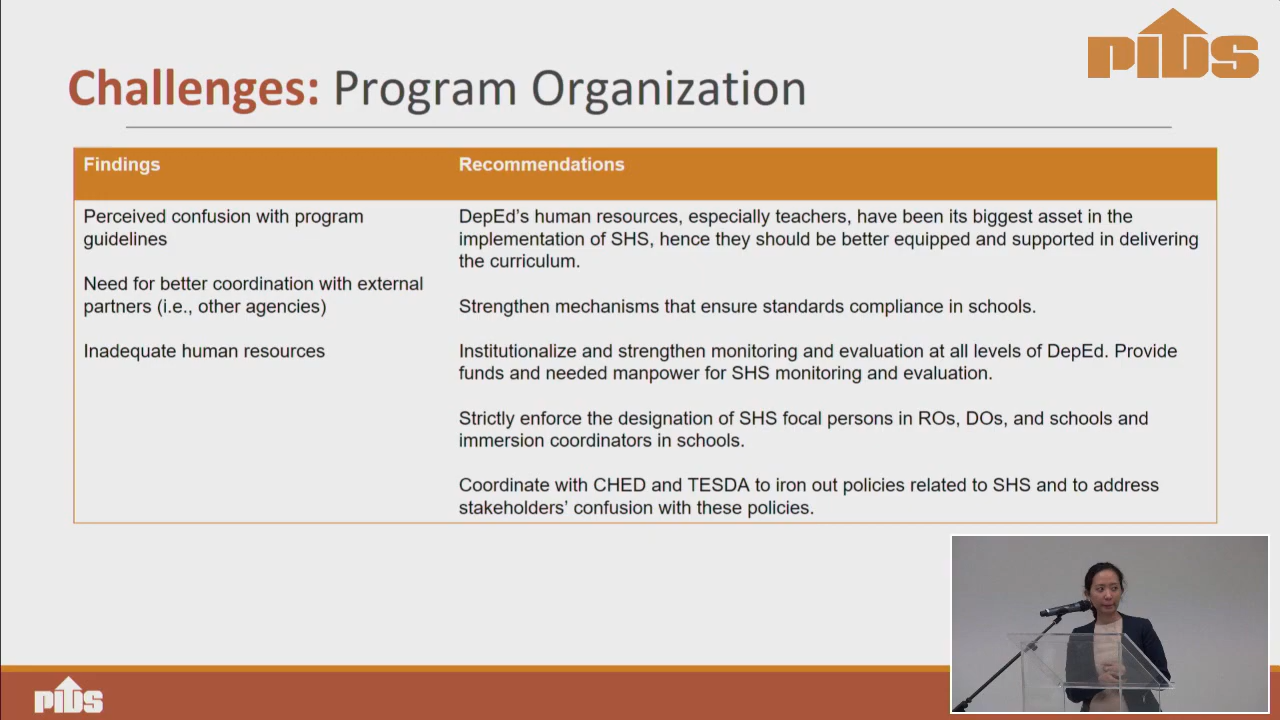 PIDS
Challenges: Program Organization
Findings
Recommendations
Perceived confusion with program
guidelines
Need for better coordination with external
partners (i.e., other agencies)
Inadequate human resources
DepEd’s human resources, especially teachers, have been its biggest asset in the
implementation of SHS, hence they should be better equipped and supported in delivering
the curriculum.
Strengthen mechanisms that ensure standards compliance in schools.
Institutionalize and strengthen monitoring and evaluation at all levels of DepEd. Provide
funds and needed manpower for SHS monitoring and evaluation.
Strictly enforce the designation of SHS focal persons in ROs, DOs, and schools and
immersion coordinators in schools.
Coordinate with CHED and TESDA to iron out policies related to SHS and to address
stakeholders’ confusion with these policies.
PIDS